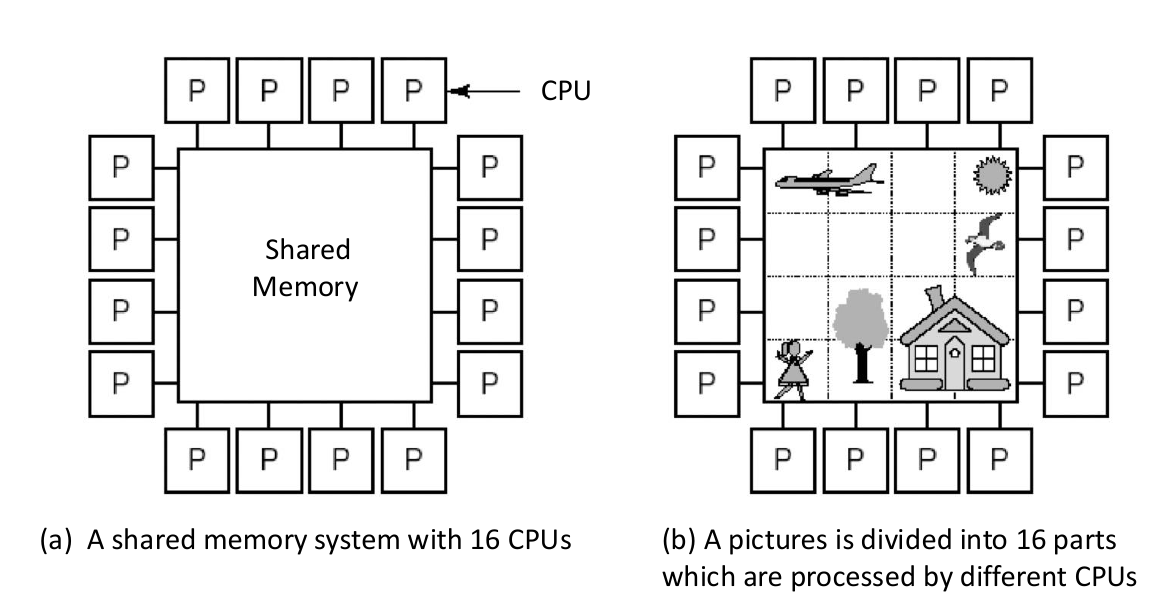 P P P P
CPU
P P
P P
P P
P P
Shared
Memory
P P P P
(a) A shared memory system with 16 CPUs
P P P P
P P
P P
P P
P P
P P P P
(b) A pictures is divided into 16 parts
which are processed by different CPUs